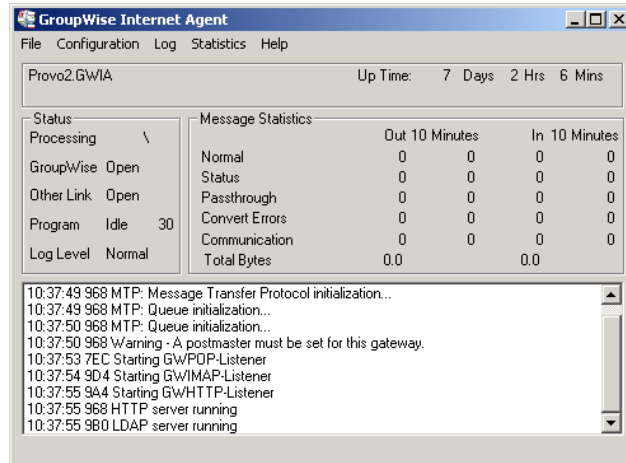 GroupWise Internet Agent
File Configuration Log Statistics Help
Provo2.GWIA Up Time: 7 Days 2 Hrs 6 Mins
Status
Processing \
GroupWise Open
Other Link Open
Program Idle 30
Log Level Normal
Message Statistics
Out 10 Minutes In 10 Minutes
Normal 0 0 0 0
Status 0 0 0 0
Passthrough 0 0 0 0
Convert Errors 0 0 0 0
Communication 0 0 0 0
Total Bytes 0.0 0.0
10:37:49 968 MTP: Message Transfer Protocol initialization...
10:37:49 968 MTP: Queue initialization...
10:37:50 968 MTP: Queue initialization...
10:37:50 968 Warning - A postmaster must be set for this gateway.
10:37:53 7EC Starting GWPOP-Listener
10:37:54 9D4 Starting GWIMAP-Listener
10:37:55 9A4 Starting GWHTTP-Listener
10:37:55 968 HTTP server running
10:37:55 9B0 LDAP server running